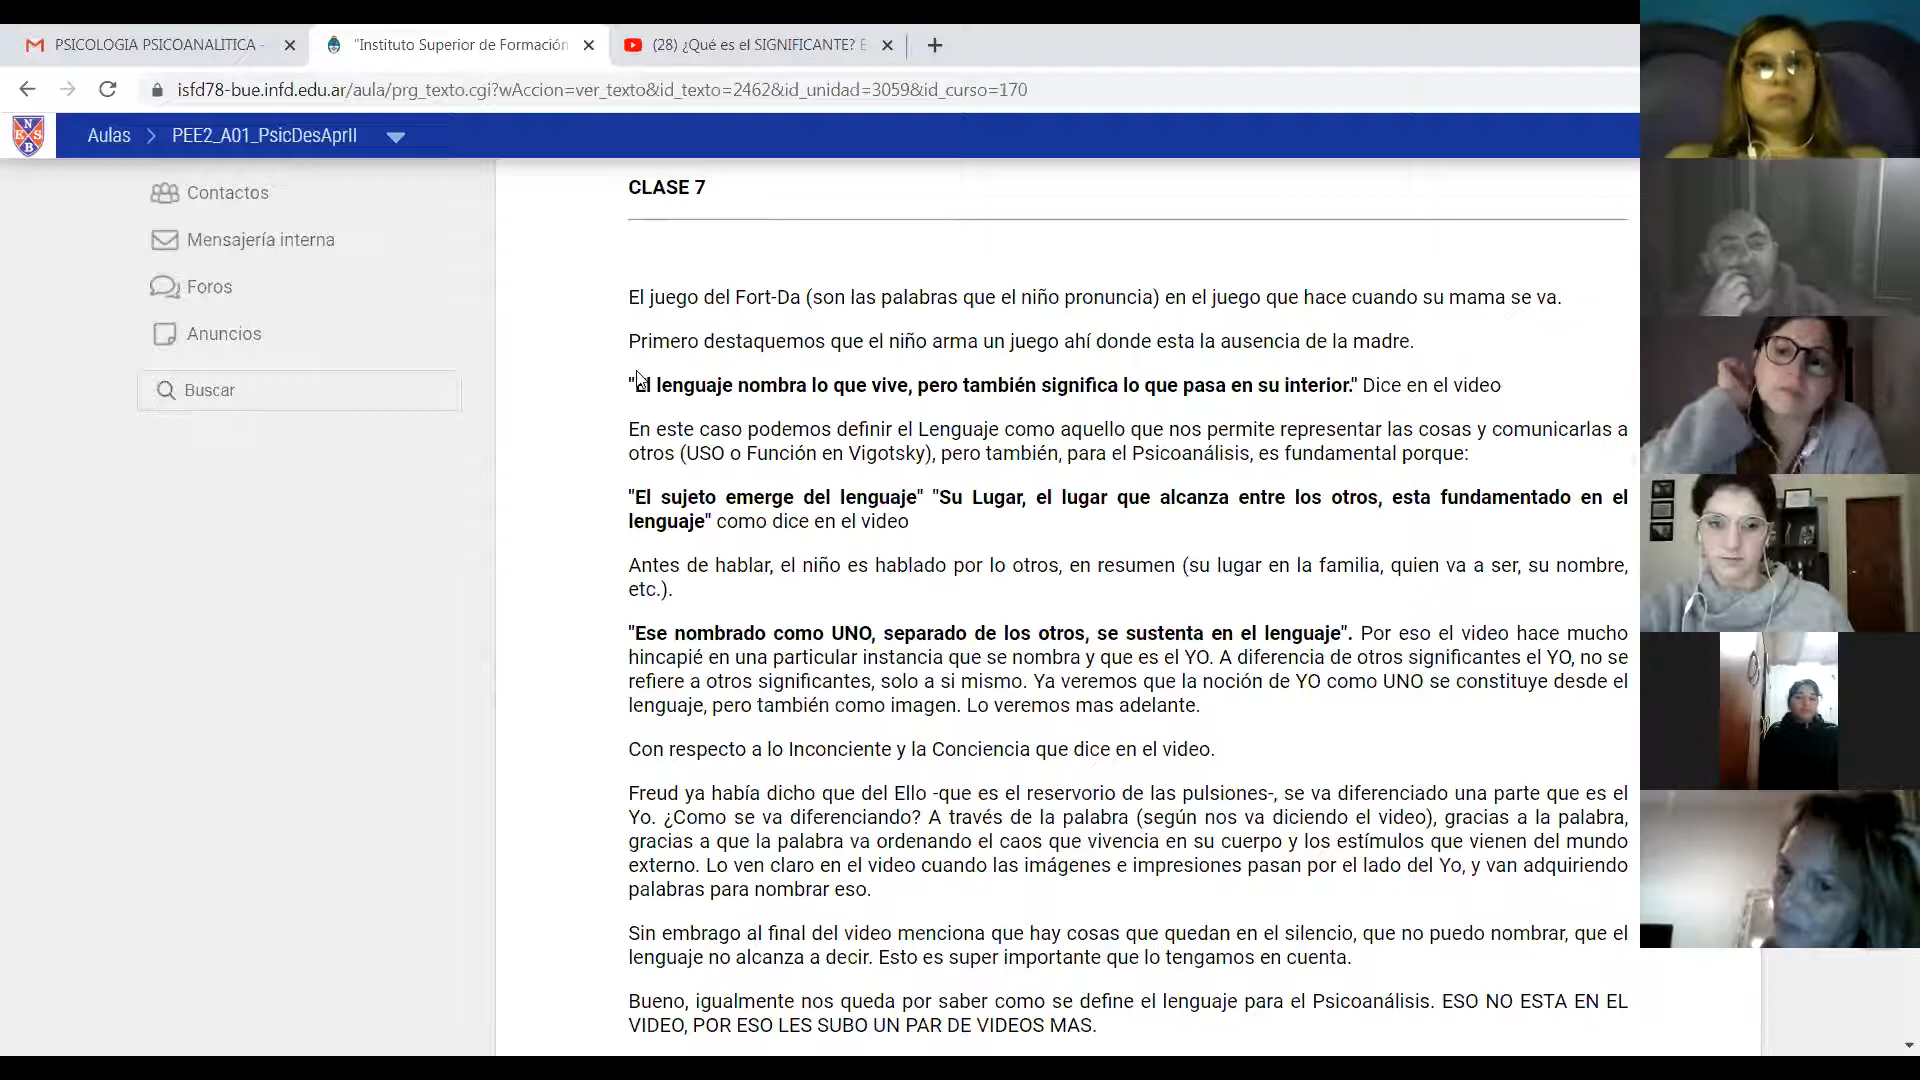 PSICOLOGIA PSICOANALITICA -
"Instituto Superior de Formación
(28) ¿Qué es el SIGNIFICANTE? E
isfd78-bue.infd.edu.ar/aula/prg_texto.cgi?wAccion=ver_texto&id_texto=2462&id_unidad=3059&id_curso=170
N
E S
B
Aulas
PEE2_A01_PsicDesAprII
Contactos
Mensajería interna
Foros
Anuncios
Buscar
CLASE 7
El juego del Fort-Da (son las palabras que el niño pronuncia) en el juego que hace cuando su mama se va.
Primero destaquemos que el niño arma un juego ahí donde esta la ausencia de la madre.
"El lenguaje nombra lo que vive, pero también significa lo que pasa en su interior." Dice en el video
En este caso podemos definir el Lenguaje como aquello que nos permite representar las cosas y comunicarlas a
otros (USO o Función en Vigotsky), pero también, para el Psicoanálisis, es fundamental porque:
"El sujeto emerge del lenguaje" "Su Lugar, el lugar que alcanza entre los otros, esta fundamentado en el
lenguaje" como dice en el video
Antes de hablar, el niño es hablado por lo otros, en resumen (su lugar en la familia, quien va a ser, su nombre,
etc.).
"Ese nombrado como UNO, separado de los otros, se sustenta en el lenguaje". Por eso el video hace mucho
hincapié en una particular instancia que se nombra y que es el YO. A diferencia de otros significantes el YO, no se
refiere a otros significantes, solo a si mismo. Ya veremos que la noción de YO como UNO se constituye desde el
lenguaje, pero también como imagen. Lo veremos mas adelante.
Con respecto a lo Inconciente y la Conciencia que dice en el video.
Freud ya había dicho que del Ello -que es el reservorio de las pulsiones-, se va diferenciado una parte que es el
Yo. ¿Como se va diferenciando? A través de la palabra (según nos va diciendo el video), gracias a la palabra,
gracias a que la palabra va ordenando el caos que vivencia en su cuerpo y los estímulos que vienen del mundo
externo. Lo ven claro en el video cuando las imágenes e impresiones pasan por el lado del Yo, y van adquiriendo
palabras para nombrar eso.
Sin embrago al final del video menciona que hay cosas que quedan en el silencio, que no puedo nombrar, que el
lenguaje no alcanza a decir. Esto es super importante que lo tengamos en cuenta.
Bueno, igualmente nos queda por saber como se define el lenguaje para el Psicoanálisis. ESO NO ESTA EN EL
VIDEO, POR ESO LES SUBO UN PAR DE VIDEOS MAS.